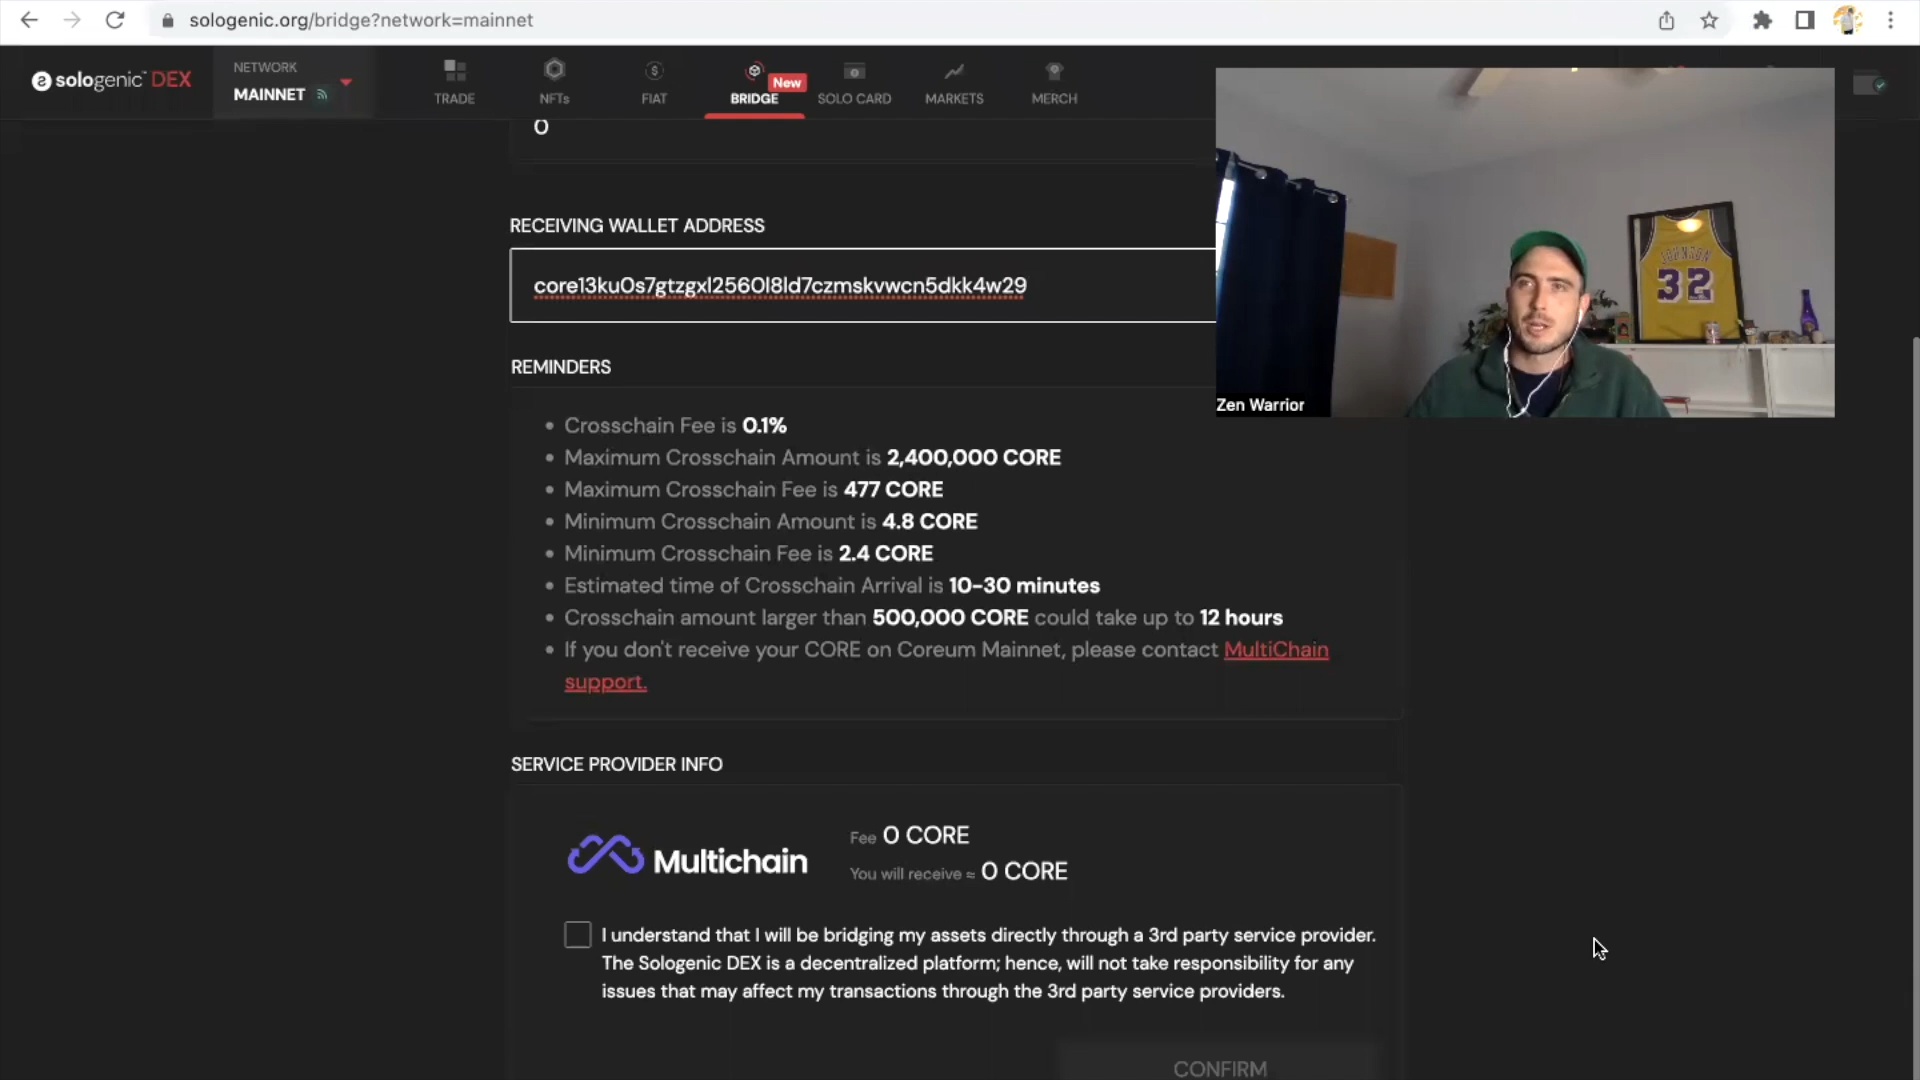 sologenic.org/bridge?network=mainnet
sologenic DEX
NETWORK
MAINNET
TRADE
NFTs
FIAT
New
BRIDGE
SOLO CARD
MARKETS
MERCH
0
RECEIVING WALLET ADDRESS
core13ku0s7gtzgxl2560l8ld7czmskvwcn5dkk4w29
JOHNSON
32
Zen Warrior
REMINDERS
Crosschain Fee is 0.1%
Maximum Crosschain Amount is 2,400,000 CORE
Maximum Crosschain Fee is 477 CORE
Minimum Crosschain Amount is 4.8 CORE
Minimum Crosschain Fee is 2.4 CORE
Estimated time of Crosschain Arrival is 10-30 minutes
Crosschain amount larger than 500,000 CORE could take up to 12 hours
If you don't receive your CORE on Coreum Mainnet, please contact MultiChain
support.
SERVICE PROVIDER INFO
Multichain
Fee 0 CORE
You will receive ≈ 0 CORE
I understand that I will be bridging my assets directly through a 3rd party service provider.
The Sologenic DEX is a decentralized platform; hence, will not take responsibility for any
issues that may affect my transactions through the 3rd party service providers.
CONFIRM